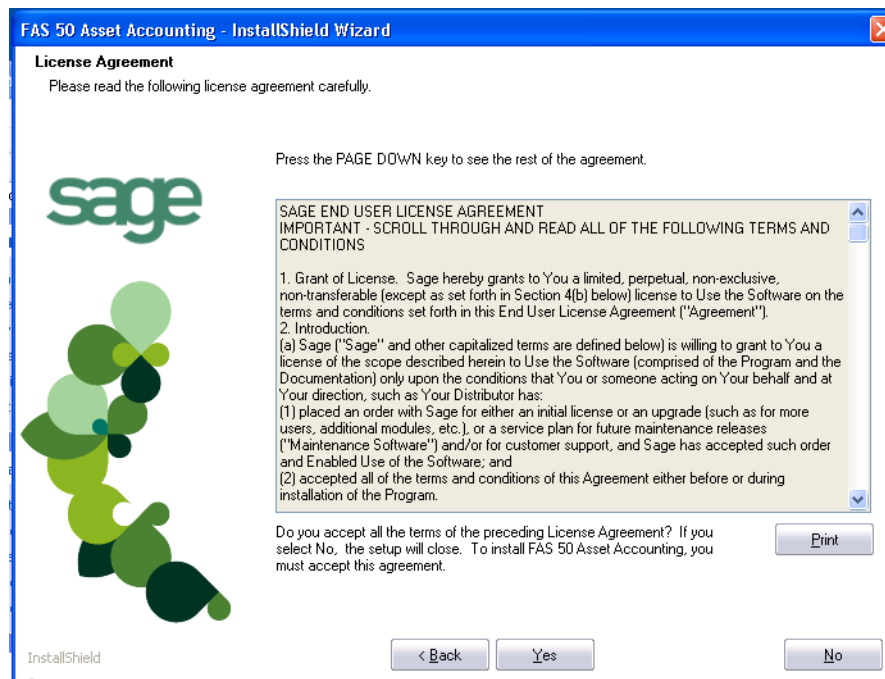 FAS 50 Asset Accounting - InstallShield Wizard
License Agreement
Please read the following license agreement carefully.
Press the PAGE DOWN key to see the rest of the agreement.
sage
SAGE END USER LICENSE AGREEMENT
IMPORTANT - SCROLL THROUGH AND READ ALL OF THE FOLLOWING TERMS AND
CONDITIONS
1. Grant of License.  Sage hereby grants to You a limited, perpetual, non-exclusive,
non-transferable (except as set forth in Section 4(b) below) license to Use the Software on the
terms and conditions set forth in this End User License Agreement ("Agreement").
2. Introduction.
(a) Sage ("Sage" and other capitalized terms are defined below) is willing to grant to You a
license of the scope described herein to Use the Software (comprised of the Program and the
Documentation) only upon the conditions that You or someone acting on Your behalf and at
Your direction, such as Your Distributor has:
(1) placed an order with Sage for either an initial license or an upgrade (such as for more
users, additional modules, etc.), or a service plan for future maintenance releases
("Maintenance Software") and/or for customer support, and Sage has accepted such order
and Enabled Use of the Software; and
(2) accepted all of the terms and conditions of this Agreement either before or during
installation of the Program.
Do you accept all the terms of the preceding License Agreement?  If you
select No,  the setup will close.  To install FAS 50 Asset Accounting, you
must accept this agreement.
Print
InstallShield
< Back
Yes
No